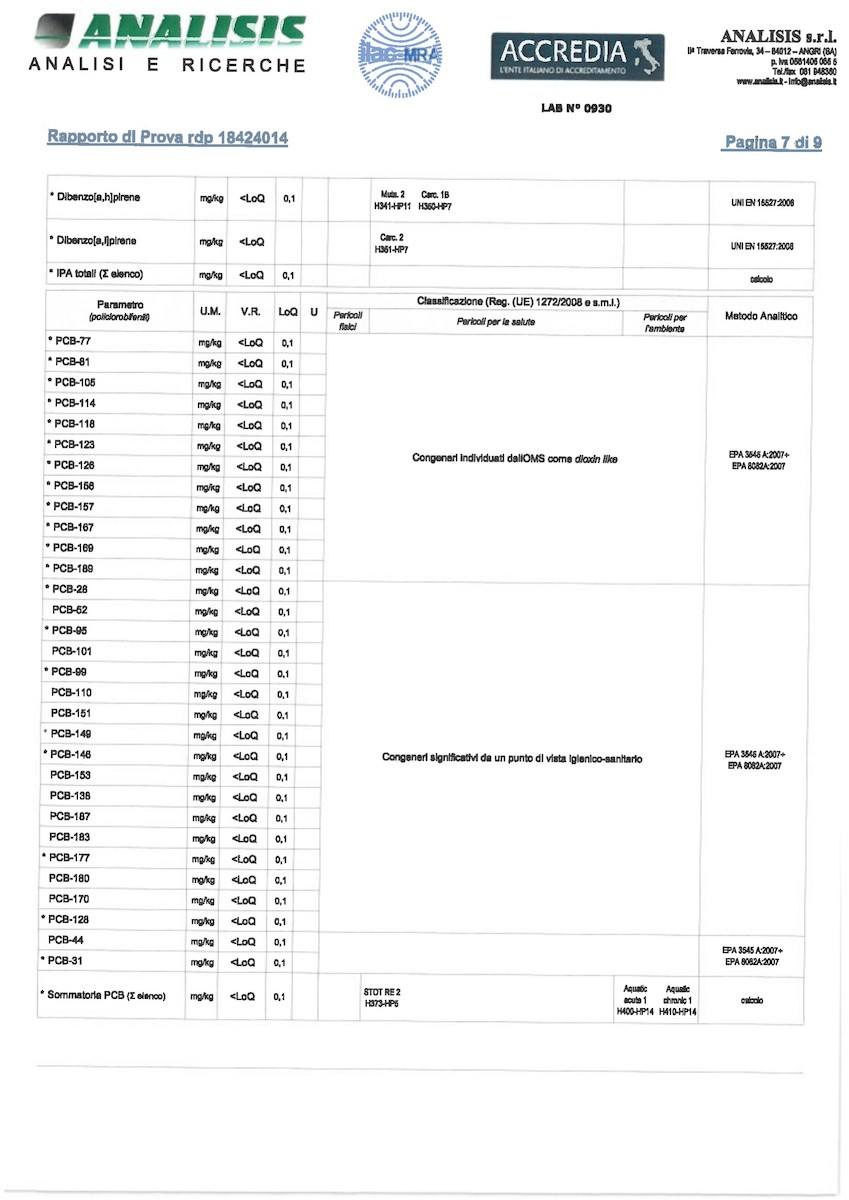 ANALISIS
ANALISI E RICERCHE
ilac-MRA
ACCREDIA
L'ENTE ITALIANO DI ACCREDITAMENTO
LAB N° 0930
ANALISIS s.r.l.
IIª Traversa Ferrovia, 34 – 84012 – ANGRI (SA)
Tel./fax 081 948380
www.analisis.it - info@analisis.it
Rapporto di Prova rdp 18424014
Pagina 7 di 9
* Dibenzo[a,h]pirene mg/kg <LoQ 0,1 Muta. 2 H341-HP11 Carc. 1B H350-HP7
* Dibenzo[a,l]pirene mg/kg <LoQ Carc. 2 H351-HP7
* IPA totali (Σ elenco) mg/kg <LoQ 0,1 calcolo
Parametro (policlorobifenili) U.M. V.R. LoQ U Classificazione (Reg. (UE) 1272/2008 e s.m.i.) Metodo Analitico
Pericoli fisici Pericoli per la salute Pericoli per l'ambiente
* PCB-77 mg/kg <LoQ 0,1
* PCB-81 mg/kg <LoQ 0,1
* PCB-105 mg/kg <LoQ 0,1
* PCB-114 mg/kg <LoQ 0,1
* PCB-118 mg/kg <LoQ 0,1
* PCB-123 mg/kg <LoQ 0,1
* PCB-126 mg/kg <LoQ 0,1
Congeneri individuati dallOMS come dioxin like
EPA 3545 A:2007+
EPA 8082A:2007
* PCB-156 mg/kg <LoQ 0,1
* PCB-157 mg/kg <LoQ 0,1
* PCB-167 mg/kg <LoQ 0,1
* PCB-169 mg/kg <LoQ 0,1
* PCB-189 mg/kg <LoQ 0,1
* PCB-28 mg/kg <LoQ 0,1
PCB-52 mg/kg <LoQ 0,1
* PCB-95 mg/kg <LoQ 0,1
PCB-101 mg/kg <LoQ 0,1
* PCB-99 mg/kg <LoQ 0,1
PCB-110 mg/kg <LoQ 0,1
PCB-151 mg/kg <LoQ 0,1
* PCB-149 mg/kg <LoQ 0,1
* PCB-146 mg/kg <LoQ 0,1
Congeneri significativi da un punto di vista igienico-sanitario
EPA 3545 A:2007+
EPA 8082A:2007
PCB-153 mg/kg <LoQ 0,1
PCB-138 mg/kg <LoQ 0,1
PCB-187 mg/kg <LoQ 0,1
PCB-183 mg/kg <LoQ 0,1
* PCB-177 mg/kg <LoQ 0,1
PCB-180 mg/kg <LoQ 0,1
PCB-170 mg/kg <LoQ 0,1
* PCB-128 mg/kg <LoQ 0,1
PCB-44 mg/kg <LoQ 0,1
* PCB-31 mg/kg <LoQ 0,1
EPA 3545 A:2007+
EPA 8082A:2007
* Sommatoria PCB (Σ elenco) mg/kg <LoQ 0,1 STOT RE 2 H373-HP5 Aquatic acute 1 H400-HP14 Aquatic chronic 1 H410-HP14 calcolo